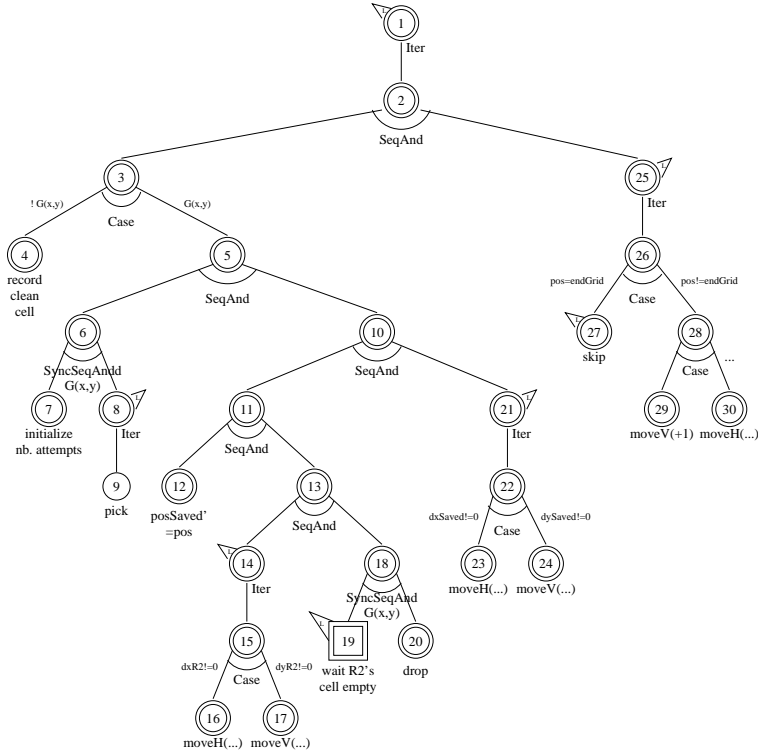 L
1
Iter
2
SeqAnd
3
! G(x,y)
G(x,y)
Case
4
record
clean
cell
5
SeqAnd
6
SyncSeqAndd
G(x,y)
7
initialize
nb. attempts
8
L
Iter
9
pick
10
SeqAnd
11
SeqAnd
12
posSaved'
=pos
13
SeqAnd
L
14
Iter
15
dxR2!=0
dyR2!=0
Case
16
moveH(...)
17
moveV(...)
18
SyncSeqAnd
G(x,y)
L
19
wait R2's
cell empty
20
drop
21
L
Iter
22
dxSaved!=0
dySaved!=0
Case
23
moveH(...)
24
moveV(...)
25
L
Iter
26
pos=endGrid
pos!=endGrid
Case
L
27
skip
28
Case
...
29
moveV(+1)
30
moveH(...)